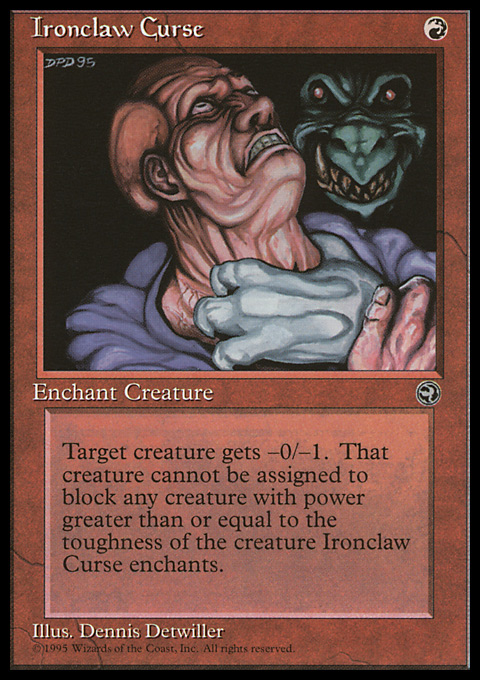 Ironclaw Curse
DPD95
Enchant Creature
Target creature gets –0/–1. That
creature cannot be assigned to
block any creature with power
greater than or equal to the
toughness of the creature Ironclaw
Curse enchants.
Illus. Dennis Detwiller
©1995 Wizards of the Coast, Inc. All rights reserved.